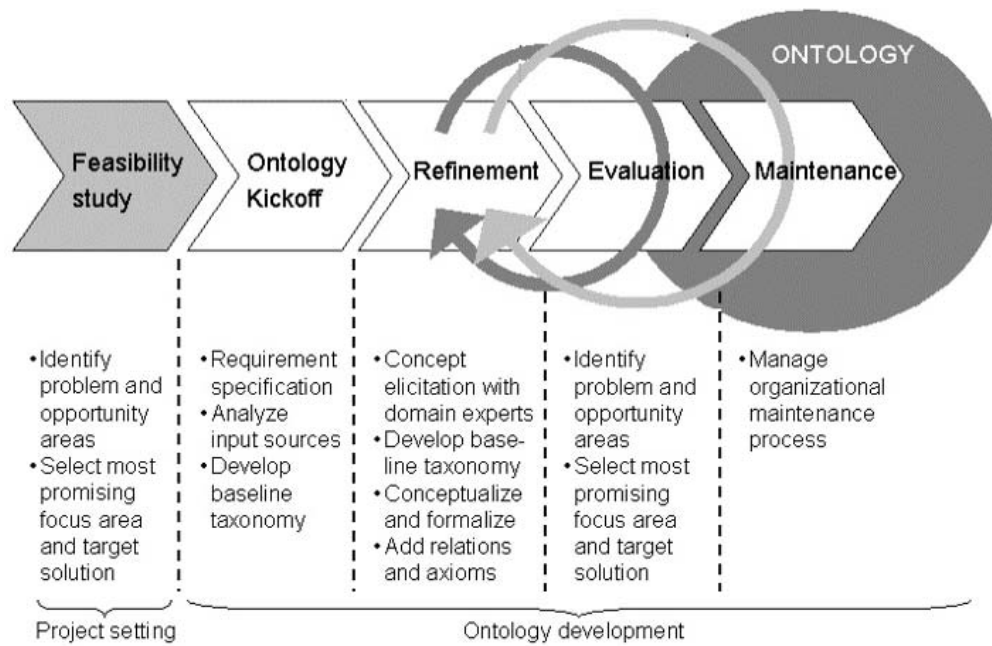 ONTOLOGY
Feasibility
study
Ontology
Kickoff
Refinement
Evaluation
Maintenance
•Identify
problem and
opportunity
areas
•Select most
promising
focus area
and target
solution
•Requirement
specification
•Analyze
input sources
•Develop
baseline
taxonomy
•Concept
elicitation with
domain experts
•Develop base-
line taxonomy
•Conceptualize
and formalize
•Add relations
and axioms
•Identify
problem and
opportunity
areas
•Select most
promising
focus area
and target
solution
•Manage
organizational
maintenance
process
Project setting
Ontology development